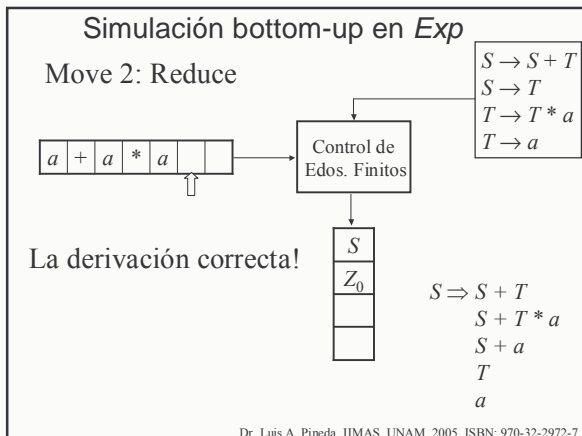 Simulación bottom-up en Exp
Move 2: Reduce
S → S + T
S → T
T → T * a
T → a
a + a * a
Control de
Edos. Finitos
La derivación correcta!
S
Z₀
S ⇒ S + T
S + T * a
S + a
T
a
Dr. Luis A. Pineda, IIMAS, UNAM, 2005. ISBN: 970-32-2972-7